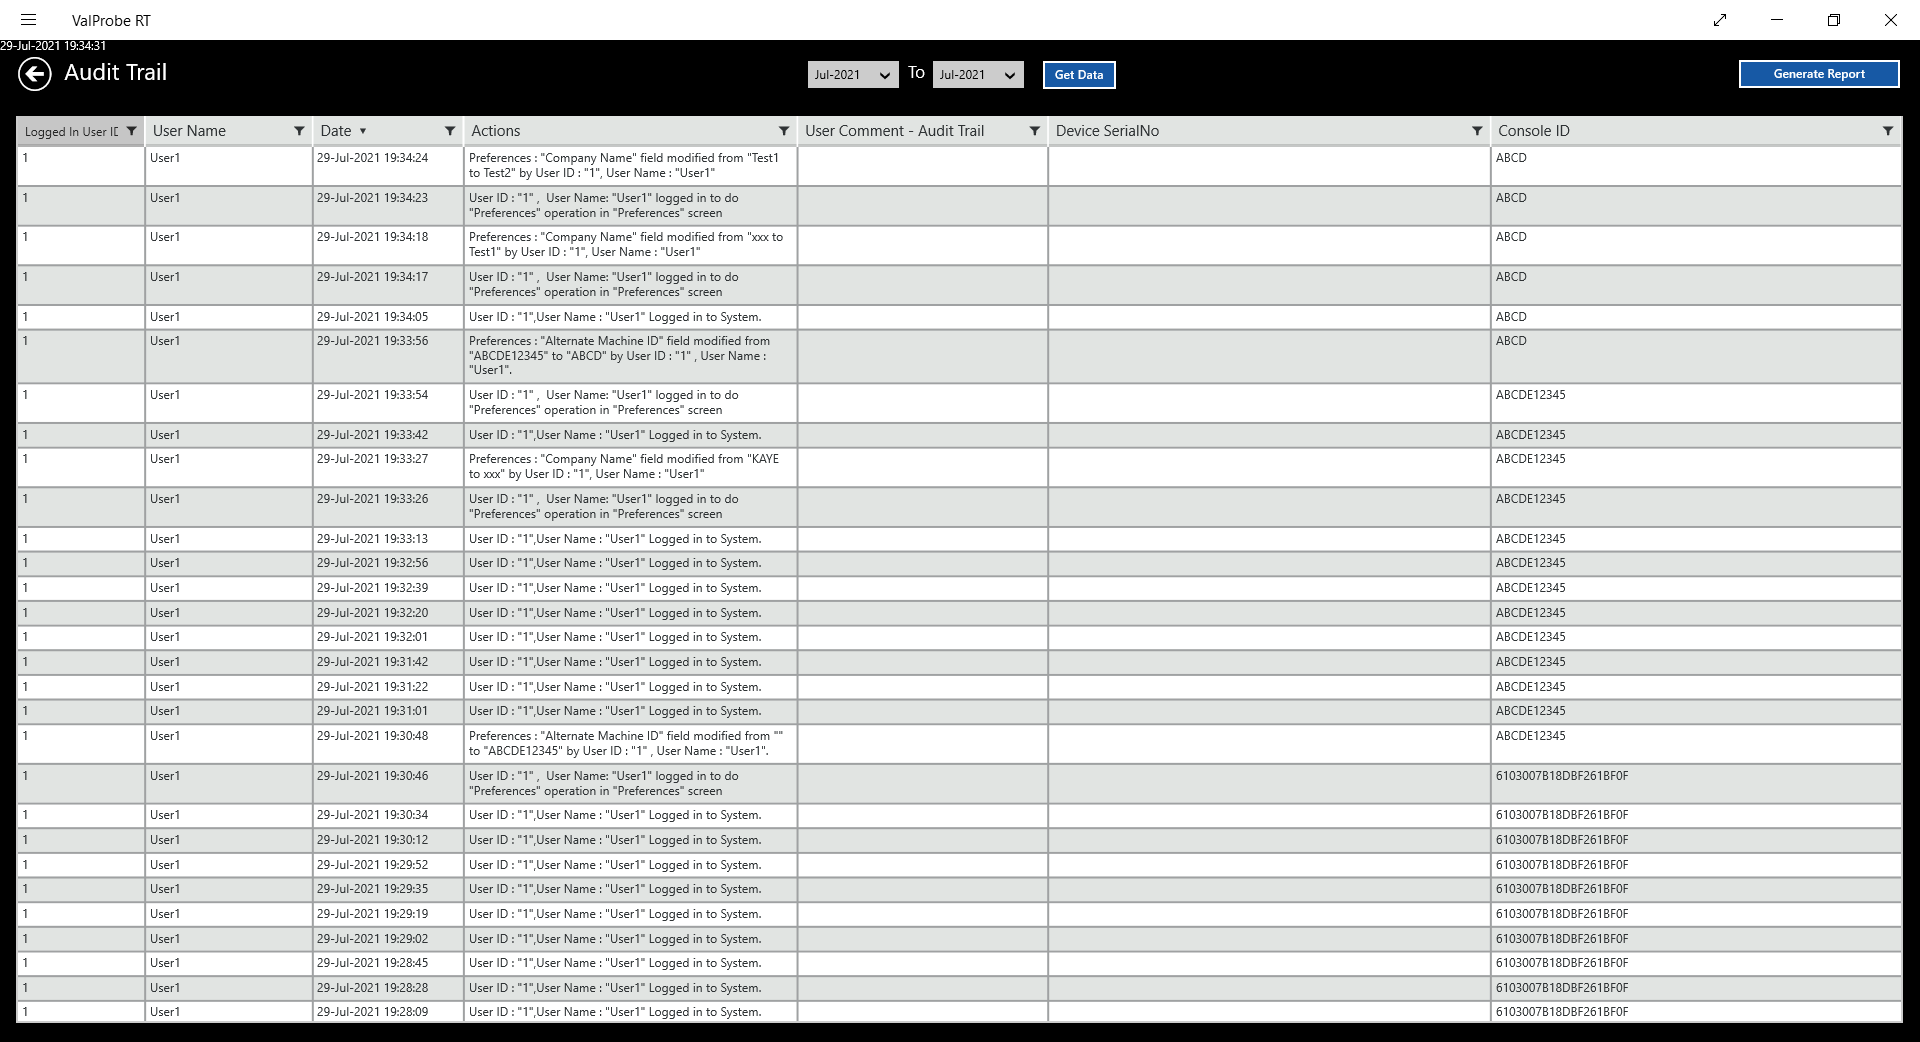 ValProbe RT
29-Jul-2021 19:34:31
Audit Trail
Jul-2021 To Jul-2021 Get Data Generate Report
Logged In User ID User Name Date Actions User Comment - Audit Trail Device SerialNo Console ID
1 User1 29-Jul-2021 19:34:24 Preferences : "Company Name" field modified from "Test1 ABCD
to Test2" by User ID : "1", User Name : "User1"
1 User1 29-Jul-2021 19:34:23 User ID : "1" ,  User Name: "User1" logged in to do ABCD
"Preferences" operation in "Preferences" screen
1 User1 29-Jul-2021 19:34:18 Preferences : "Company Name" field modified from "xxx to ABCD
Test1" by User ID : "1", User Name : "User1"
1 User1 29-Jul-2021 19:34:17 User ID : "1" ,  User Name: "User1" logged in to do ABCD
"Preferences" operation in "Preferences" screen
1 User1 29-Jul-2021 19:34:05 User ID : "1",User Name : "User1" Logged in to System. ABCD
1 User1 29-Jul-2021 19:33:56 Preferences : "Alternate Machine ID" field modified from ABCD
"ABCDE12345" to "ABCD" by User ID : "1" , User Name :
"User1".
1 User1 29-Jul-2021 19:33:54 User ID : "1" ,  User Name: "User1" logged in to do ABCDE12345
"Preferences" operation in "Preferences" screen
1 User1 29-Jul-2021 19:33:42 User ID : "1",User Name : "User1" Logged in to System. ABCDE12345
1 User1 29-Jul-2021 19:33:27 Preferences : "Company Name" field modified from "KAYE ABCDE12345
to xxx" by User ID : "1", User Name : "User1"
1 User1 29-Jul-2021 19:33:26 User ID : "1" ,  User Name: "User1" logged in to do ABCDE12345
"Preferences" operation in "Preferences" screen
1 User1 29-Jul-2021 19:33:13 User ID : "1",User Name : "User1" Logged in to System. ABCDE12345
1 User1 29-Jul-2021 19:32:56 User ID : "1",User Name : "User1" Logged in to System. ABCDE12345
1 User1 29-Jul-2021 19:32:39 User ID : "1",User Name : "User1" Logged in to System. ABCDE12345
1 User1 29-Jul-2021 19:32:20 User ID : "1",User Name : "User1" Logged in to System. ABCDE12345
1 User1 29-Jul-2021 19:32:01 User ID : "1",User Name : "User1" Logged in to System. ABCDE12345
1 User1 29-Jul-2021 19:31:42 User ID : "1",User Name : "User1" Logged in to System. ABCDE12345
1 User1 29-Jul-2021 19:31:22 User ID : "1",User Name : "User1" Logged in to System. ABCDE12345
1 User1 29-Jul-2021 19:31:01 User ID : "1",User Name : "User1" Logged in to System. ABCDE12345
1 User1 29-Jul-2021 19:30:48 Preferences : "Alternate Machine ID" field modified from "" ABCDE12345
to "ABCDE12345" by User ID : "1" , User Name : "User1".
1 User1 29-Jul-2021 19:30:46 User ID : "1" ,  User Name: "User1" logged in to do 6103007B18DBF261BF0F
"Preferences" operation in "Preferences" screen
1 User1 29-Jul-2021 19:30:34 User ID : "1",User Name : "User1" Logged in to System. 6103007B18DBF261BF0F
1 User1 29-Jul-2021 19:30:12 User ID : "1",User Name : "User1" Logged in to System. 6103007B18DBF261BF0F
1 User1 29-Jul-2021 19:29:52 User ID : "1",User Name : "User1" Logged in to System. 6103007B18DBF261BF0F
1 User1 29-Jul-2021 19:29:35 User ID : "1",User Name : "User1" Logged in to System. 6103007B18DBF261BF0F
1 User1 29-Jul-2021 19:29:19 User ID : "1",User Name : "User1" Logged in to System. 6103007B18DBF261BF0F
1 User1 29-Jul-2021 19:29:02 User ID : "1",User Name : "User1" Logged in to System. 6103007B18DBF261BF0F
1 User1 29-Jul-2021 19:28:45 User ID : "1",User Name : "User1" Logged in to System. 6103007B18DBF261BF0F
1 User1 29-Jul-2021 19:28:28 User ID : "1",User Name : "User1" Logged in to System. 6103007B18DBF261BF0F
1 User1 29-Jul-2021 19:28:09 User ID : "1",User Name : "User1" Logged in to System. 6103007B18DBF261BF0F